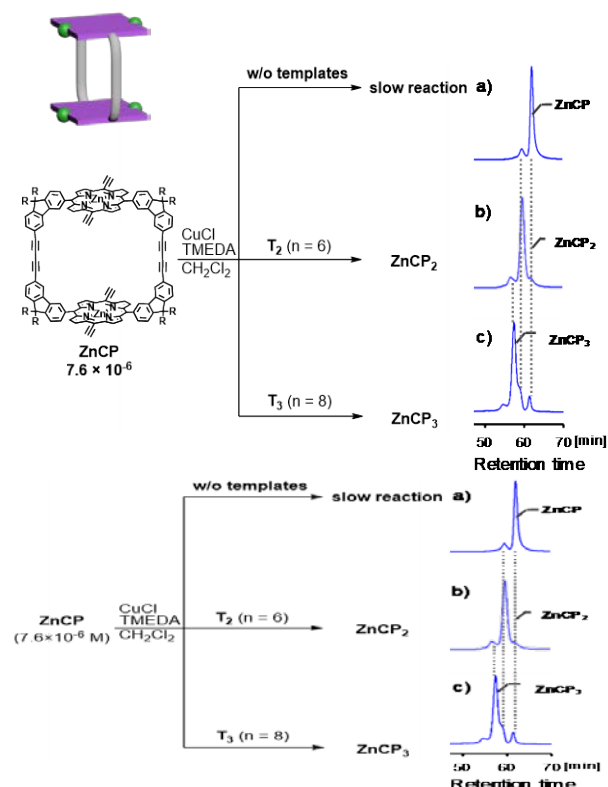 w/o templates
slow reaction
a)
ZnCP
b)
ZnCP2
c)
ZnCP3
CuCl
TMEDA
CH2Cl2
T2 (n = 6)
ZnCP2
T3 (n = 8)
ZnCP3
R R
R R
Zn
N N
N N
Zn
N N
N N
R R
R R
ZnCP
7.6 × 10-6
50 60 70 [min]
Retention time
w/o templates
slow reaction
a)
ZnCP
b)
ZnCP2
c)
ZnCP3
ZnCP
(7.6×10-6 M)
CuCl
TMEDA
CH2Cl2
T2 (n = 6)
ZnCP2
T3 (n = 8)
ZnCP3
50 60 70 [min]
Retention time